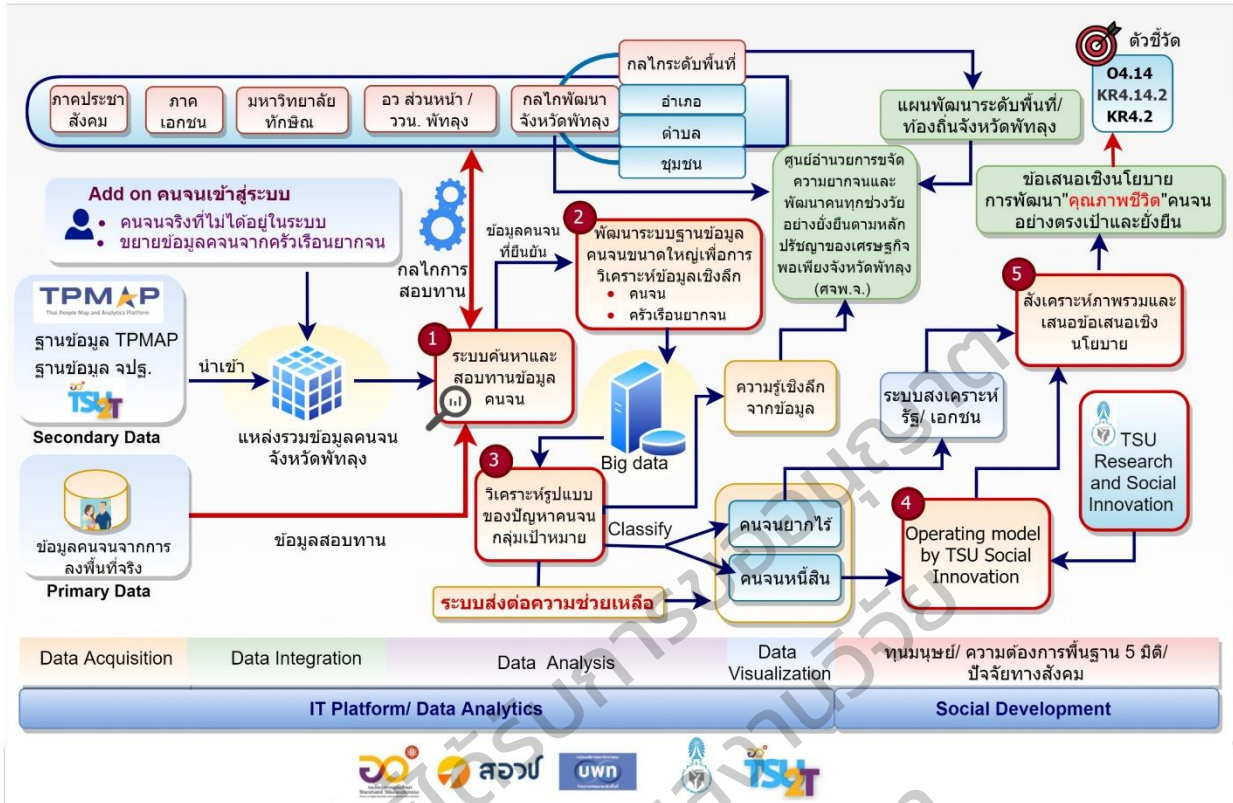 ตัวชี้วัด
O4.14
KR4.14.2
KR4.2
กลไกระดับพื้นที่
อำเภอ
ตำบล
ชุมชน
ภาคประชา
สังคม
ภาค
เอกชน
มหาวิทยาลัย
ทักษิณ
อว ส่วนหน้า /
ววน. พัทลุง
กลไกพัฒนา
จังหวัดพัทลุง
แผนพัฒนาระดับพื้นที่/
ท้องถิ่นจังหวัดพัทลุง
ศูนย์อำนวยการขจัด
ความยากจนและ
พัฒนาคนทุกช่วงวัย
อย่างยั่งยืนตามหลัก
ปรัชญาของเศรษฐกิจ
พอเพียงจังหวัดพัทลุง
(ศจพ.จ.)
ข้อเสนอเชิงนโยบาย
การพัฒนา"คุณภาพชีวิต"คนจน
อย่างตรงเป้าและยั่งยืน
Add on คนจนเข้าสู่ระบบ
• คนจนจริงที่ไม่ได้อยู่ในระบบ
• ขยายข้อมูลคจนจากครัวเรือนยากจน
กลไกการ
สอบทาน
ข้อมูลคนจน
ที่ยืนยัน
2
พัฒนาระบบฐานข้อมูล
คนจนขนาดใหญ่เพื่อการ
วิเคราะห์ข้อมูลเชิงลึก
• คนจน
• ครัวเรือนยากจน
5
สังเคราะห์ภาพรวมและ
เสนอข้อเสนอเชิง
นโยบาย
TPMAP
Thai People Map and Analytics Platform
ฐานข้อมูล TPMAP
ฐานข้อมูล จปฐ.
TSU2T
Secondary Data
นำเข้า
แหล่งรวมข้อมูลคนจน
จังหวัดพัทลุง
1
ระบบค้นหาและ
สอบทานข้อมูล
คนจน
Big data
ความรู้เชิงลึก
จากข้อมูล
ระบบสงเคราะห์
รัฐ/ เอกชน
TSU
Research
and Social
Innovation
ข้อมูลคนจนจากการ
ลงพื้นที่จริง
Primary Data
ข้อมูลสอบทาน
3
วิเคราะห์รูปแบบ
ของปัญหาคนจน
กลุ่มเป้าหมาย
Classify
คนจนยากไร้
คนจนหนี้สิน
4
Operating model
by TSU Social
Innovation
ระบบส่งต่อความช่วยเหลือ
Data Acquisition
Data Integration
Data Analysis
Data
Visualization
ทุนมนุษย์/ ความต้องการพื้นฐาน 5 มิติ/
ปัจจัยทางสังคม
IT Platform/ Data Analytics
Social Development
อว
สอวช
บพท
TSU2T